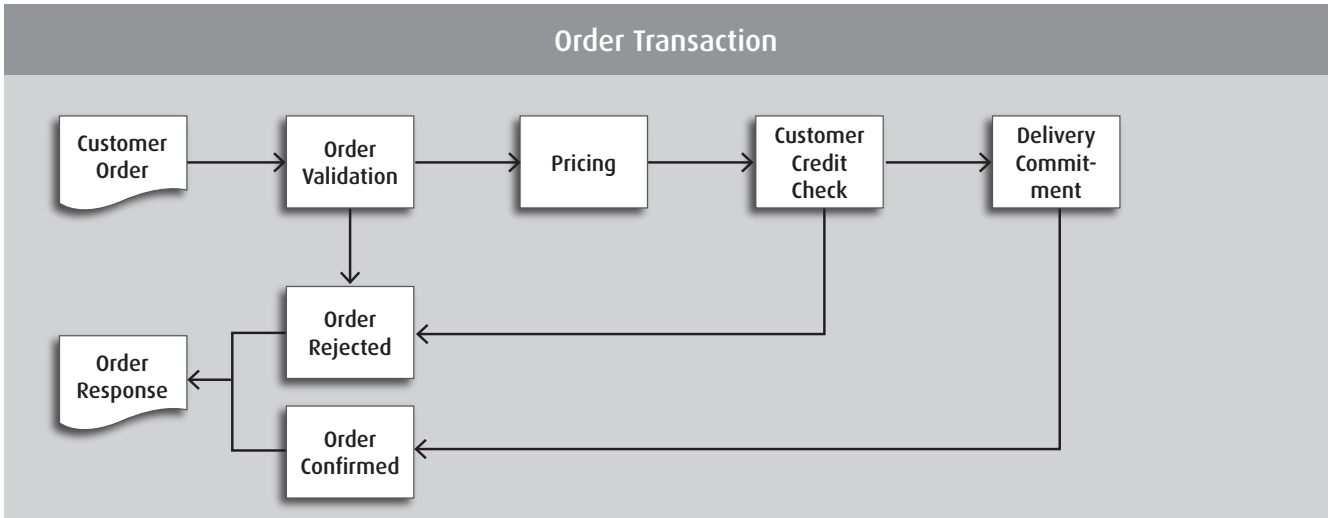 Order Transaction
Customer
Order
Order
Validation
Pricing
Customer
Credit
Check
Delivery
Commit-
ment
Order
Rejected
Order
Response
Order
Confirmed